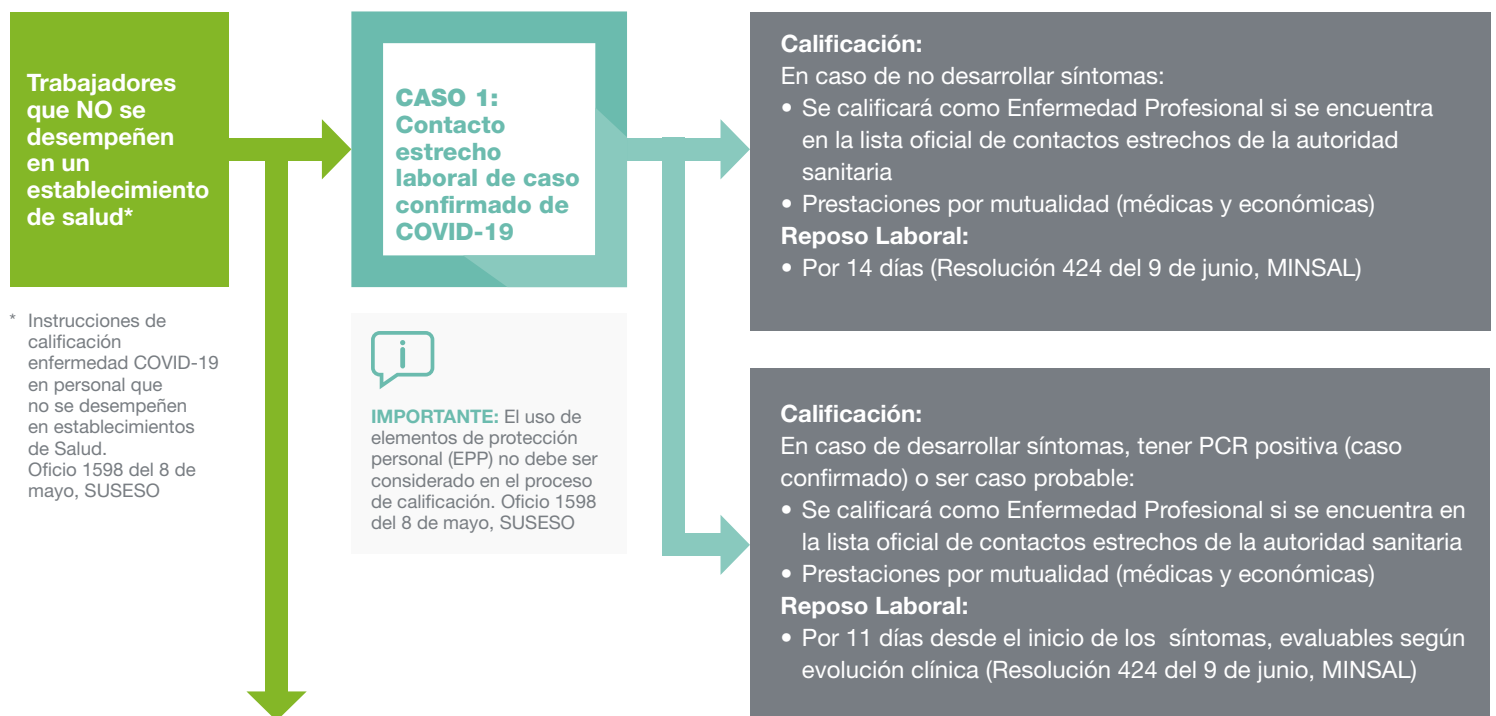 Trabajadores
que NO se
desempeñen
en un
establecimiento
de salud*
* Instrucciones de
calificación
enfermedad COVID-19
en personal que
no se desempeñen
en establecimientos
de Salud.
Oficio 1598 del 8 de
mayo, SUSESO
CASO 1:
Contacto
estrecho
laboral de caso
confirmado de
COVID-19
i
IMPORTANTE: El uso de
elementos de protección
personal (EPP) no debe ser
considerado en el proceso
de calificación. Oficio 1598
del 8 de mayo, SUSESO
Calificación:
En caso de no desarrollar síntomas:
• Se calificará como Enfermedad Profesional si se encuentra
en la lista oficial de contactos estrechos de la autoridad
sanitaria
• Prestaciones por mutualidad (médicas y económicas)
Reposo Laboral:
• Por 14 días (Resolución 424 del 9 de junio, MINSAL)
Calificación:
En caso de desarrollar síntomas, tener PCR positiva (caso
confirmado) o ser caso probable:
• Se calificará como Enfermedad Profesional si se encuentra en
la lista oficial de contactos estrechos de la autoridad sanitaria
• Prestaciones por mutualidad (médicas y económicas)
Reposo Laboral:
• Por 11 días desde el inicio de los síntomas, evaluables según
evolución clínica (Resolución 424 del 9 de junio, MINSAL)